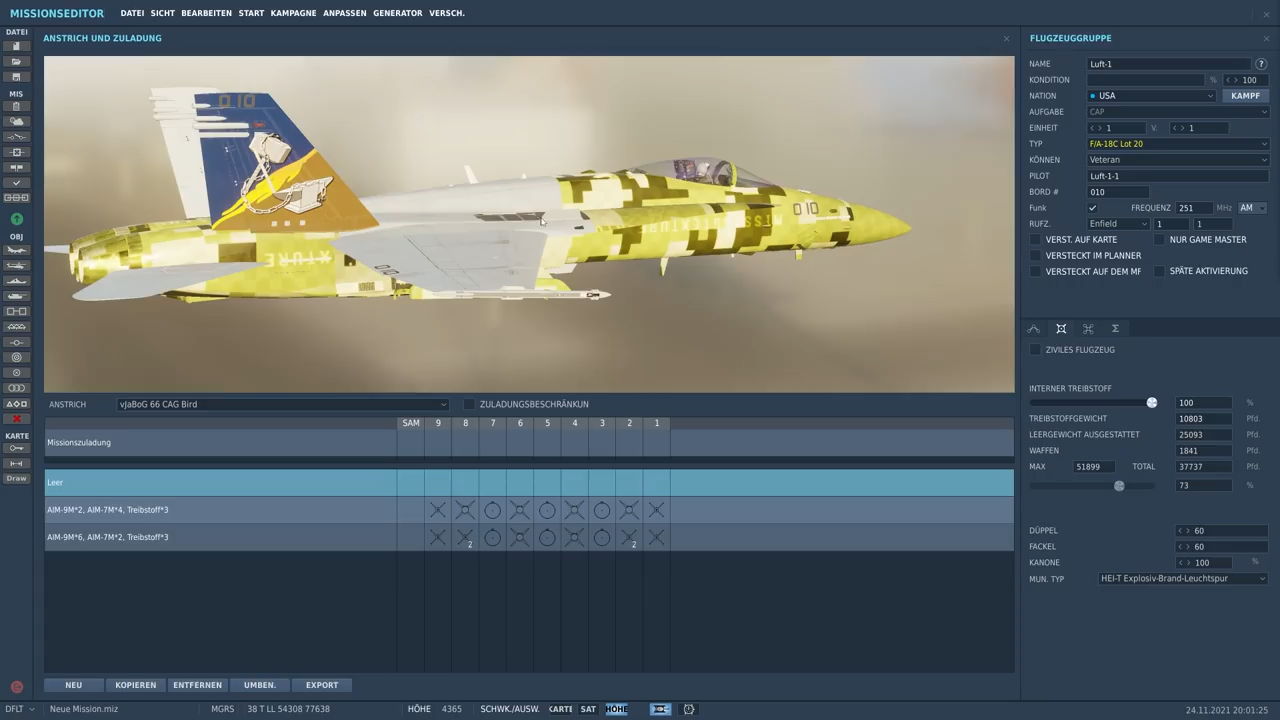 MISSIONSEDITOR
DATEI SICHT BEARBEITEN START KAMPAGNE ANPASSEN GENERATOR VERSCH.
DATEI
MIS
OBJ
KARTE
Draw
ANSTRICH UND ZULADUNG
010
010
ANSTRICH vJaBoG 66 CAG Bird ZULADUNGSBESCHRÄNKUN
SAM 9 8 7 6 5 4 3 2 1
Missionszuladung
Leer
AIM-9M*2, AIM-7M*4, Treibstoff*3
AIM-9M*6, AIM-7M*2, Treibstoff*3
2 2
NEU KOPIEREN ENTFERNEN UMBEN. EXPORT
FLUGZEUGGRUPPE
NAME Luft-1 ?
KONDITION % < > 100
NATION USA KAMPF
AUFGABE CAP
EINHEIT < > 1 V. < > 1
TYP F/A-18C Lot 20
KÖNNEN Veteran
PILOT Luft-1-1
BORD # 010
Funk FREQUENZ 251 MHz AM
RUFZ. Enfield 1 1
VERST. AUF KARTE NUR GAME MASTER
VERSTECKT IM PLANNER
VERSTECKT AUF DEM MF SPÄTE AKTIVIERUNG
Σ
ZIVILES FLUGZEUG
INTERNER TREIBSTOFF
100 %
TREIBSTOFFGEWICHT 10803 Pfd.
LEERGEWICHT AUSGESTATTET 25093 Pfd.
WAFFEN 1841 Pfd.
MAX 51899 TOTAL 37737 Pfd.
73 %
DÜPPEL < > 60
FACKEL < > 60
KANONE < > 100 %
MUN. TYP HEI-T Explosiv-Brand-Leuchtspur
DFLT Neue Mission.miz MGRS 38 T LL 54308 77638 HÖHE 4365 SCHWK./AUSW. KARTE SAT HÖHE 24.11.2021 20:01:25